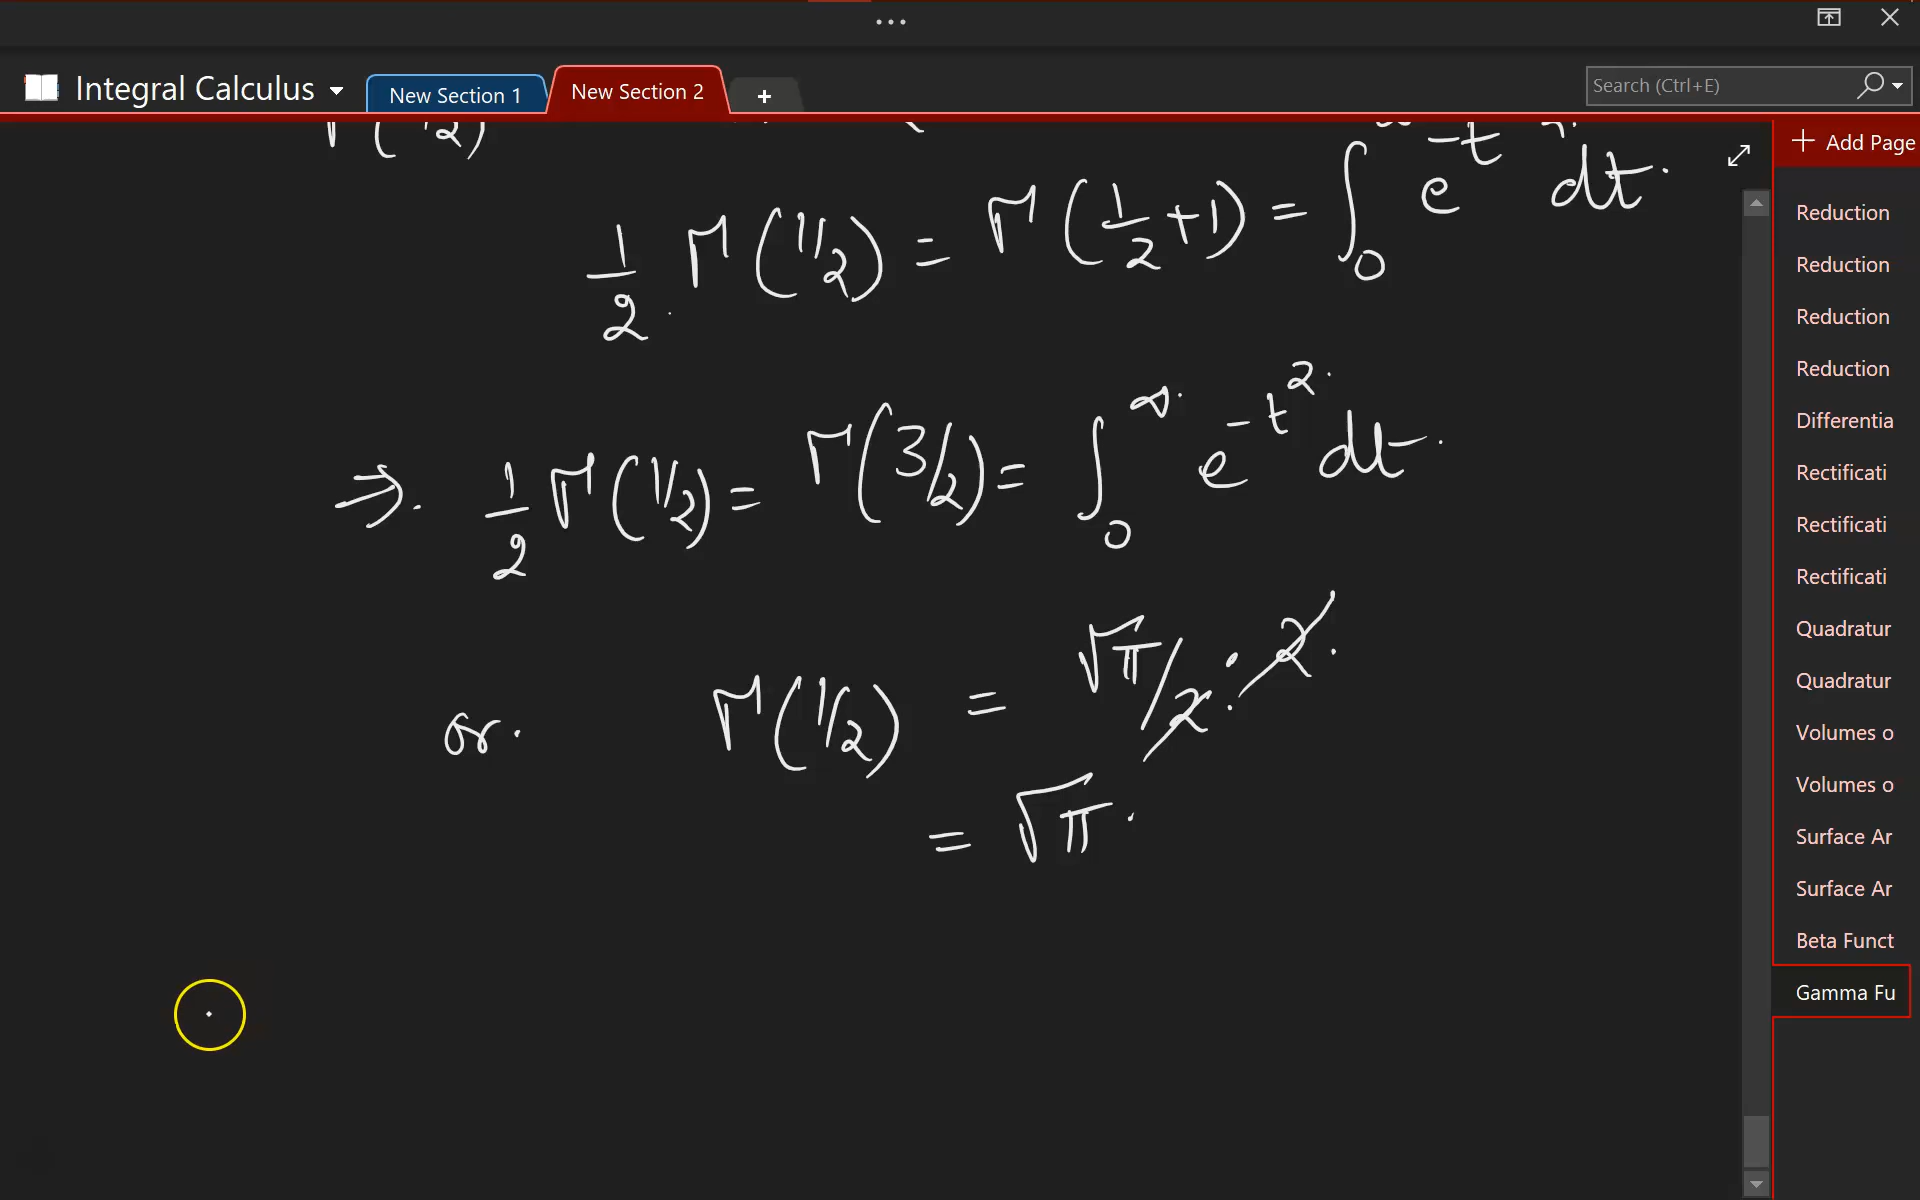 ...
Integral Calculus
New Section 1
New Section 2
+
Search (Ctrl+E)
+ Add Page
Γ(1/2)
1/2 . Γ(1/2) = Γ(1/2 + 1) = ∫₀ e^-t dt.
⇒. 1/2 Γ(1/2) = Γ(3/2) = ∫₀^∞ e^-t² dt.
or. Γ(1/2) = √π/2 . 2.
= √π.
Reduction
Reduction
Reduction
Reduction
Differentia
Rectificati
Rectificati
Rectificati
Quadratur
Quadratur
Volumes o
Volumes o
Surface Ar
Surface Ar
Beta Funct
Gamma Fu